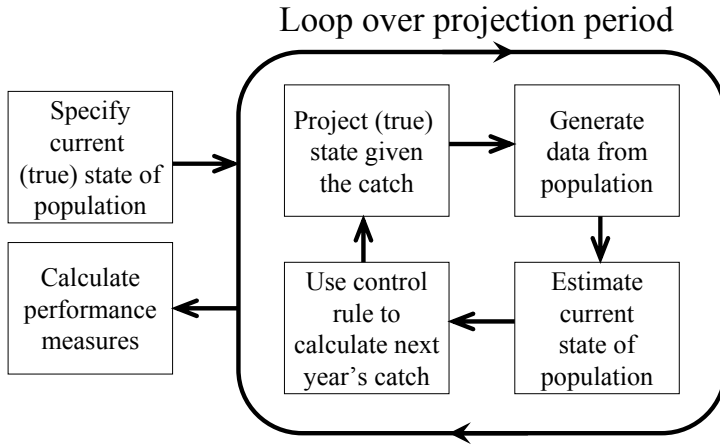 Loop over projection period
Specify
current
(true) state of
population
Project (true)
state given
the catch
Generate
data from
population
Calculate
performance
measures
Use control
rule to
calculate next
year’s catch
Estimate
current
state of
population